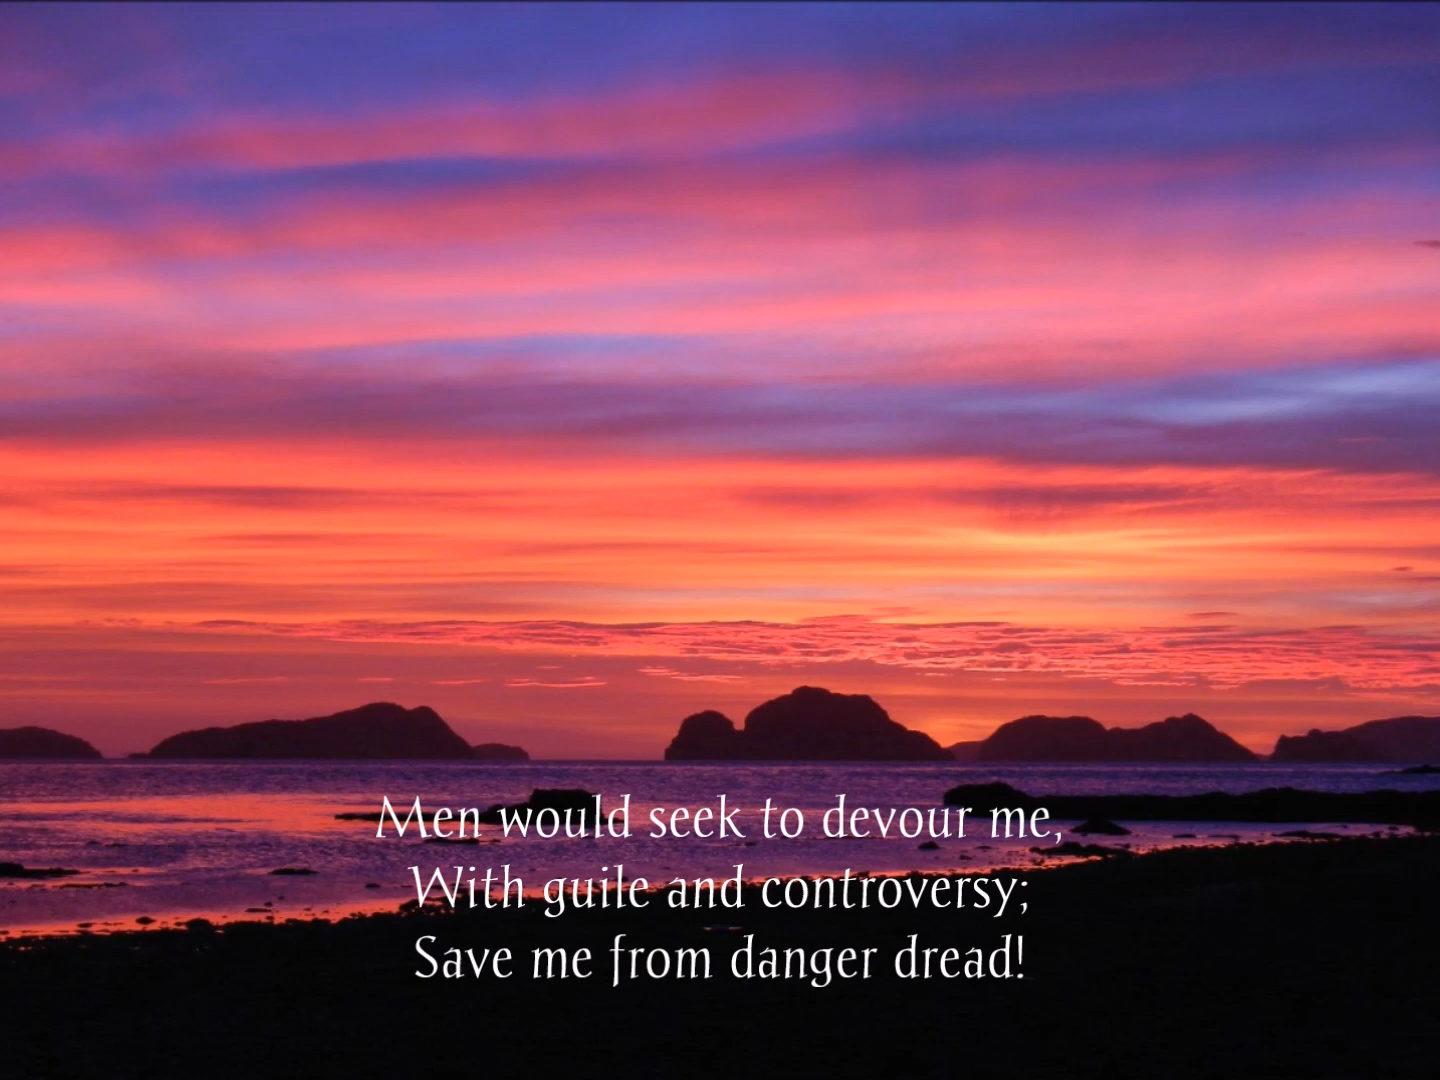 Men would seek to devour me,
With guile and controversy;
Save me from danger dread!